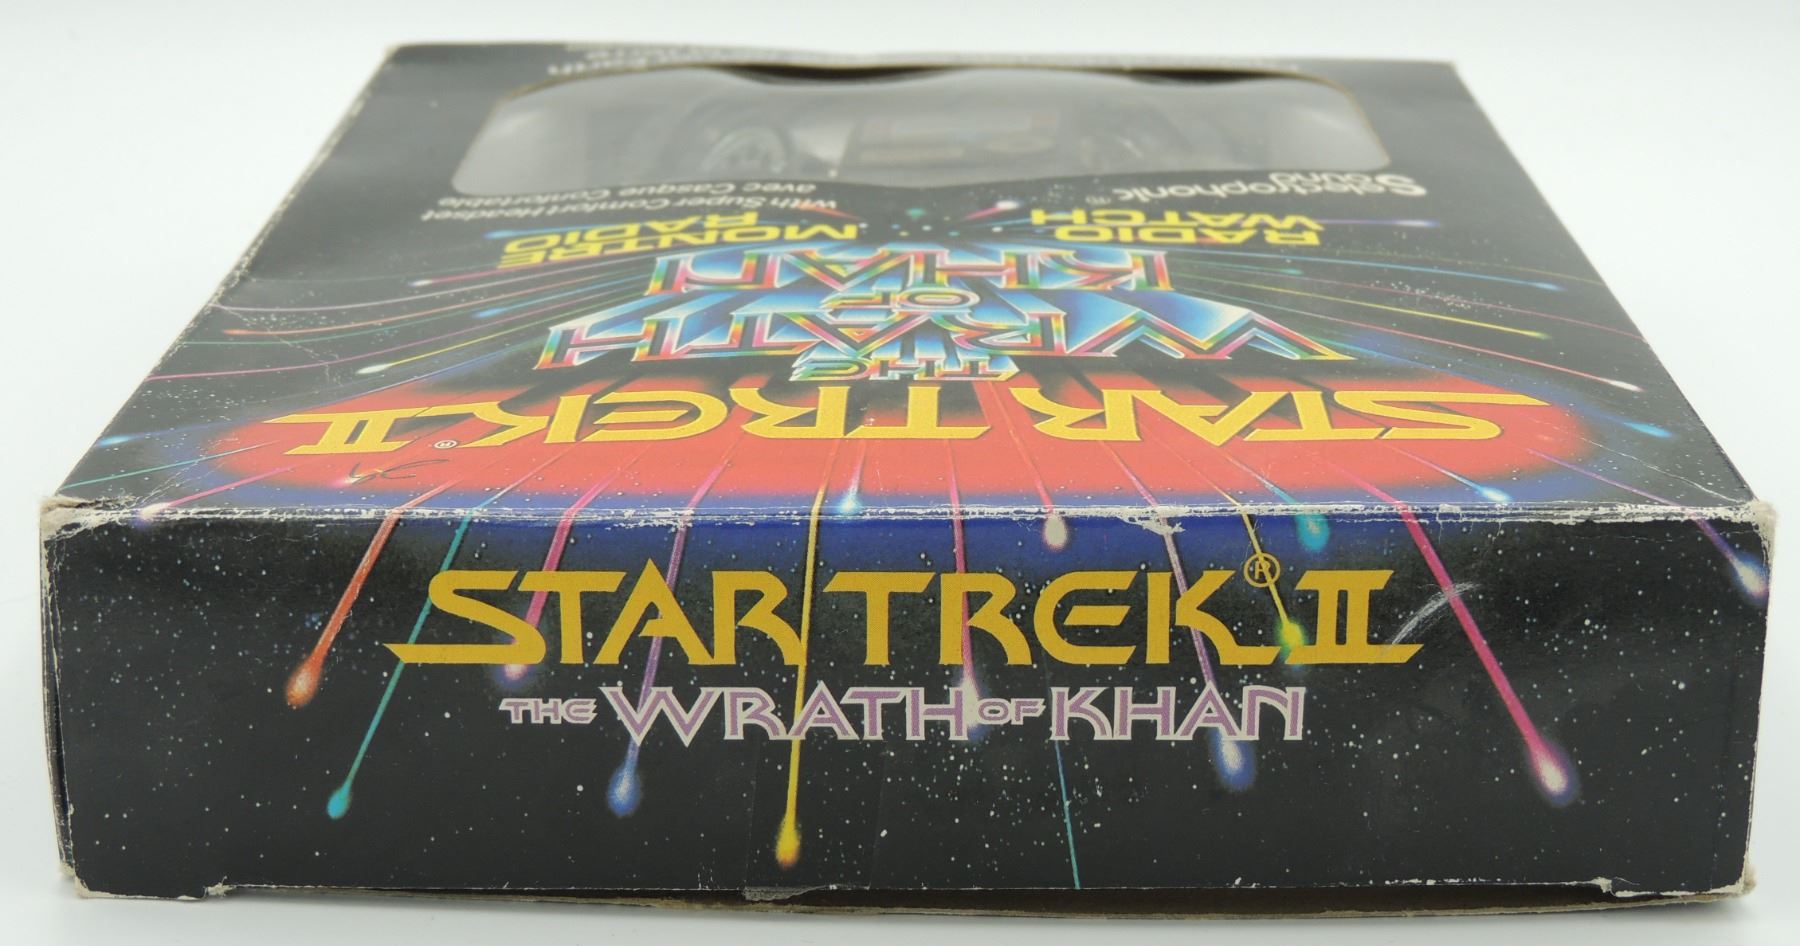 STAR TREK® II
THE WRATH OF KHAN
STAR TREK II®
THE
WRATH
OF
KHAN
RADIO
WATCH
MONTRE
RADIO
Selectrophonic®
Sound
with Super Comfort Headset
avec Casque Confortable